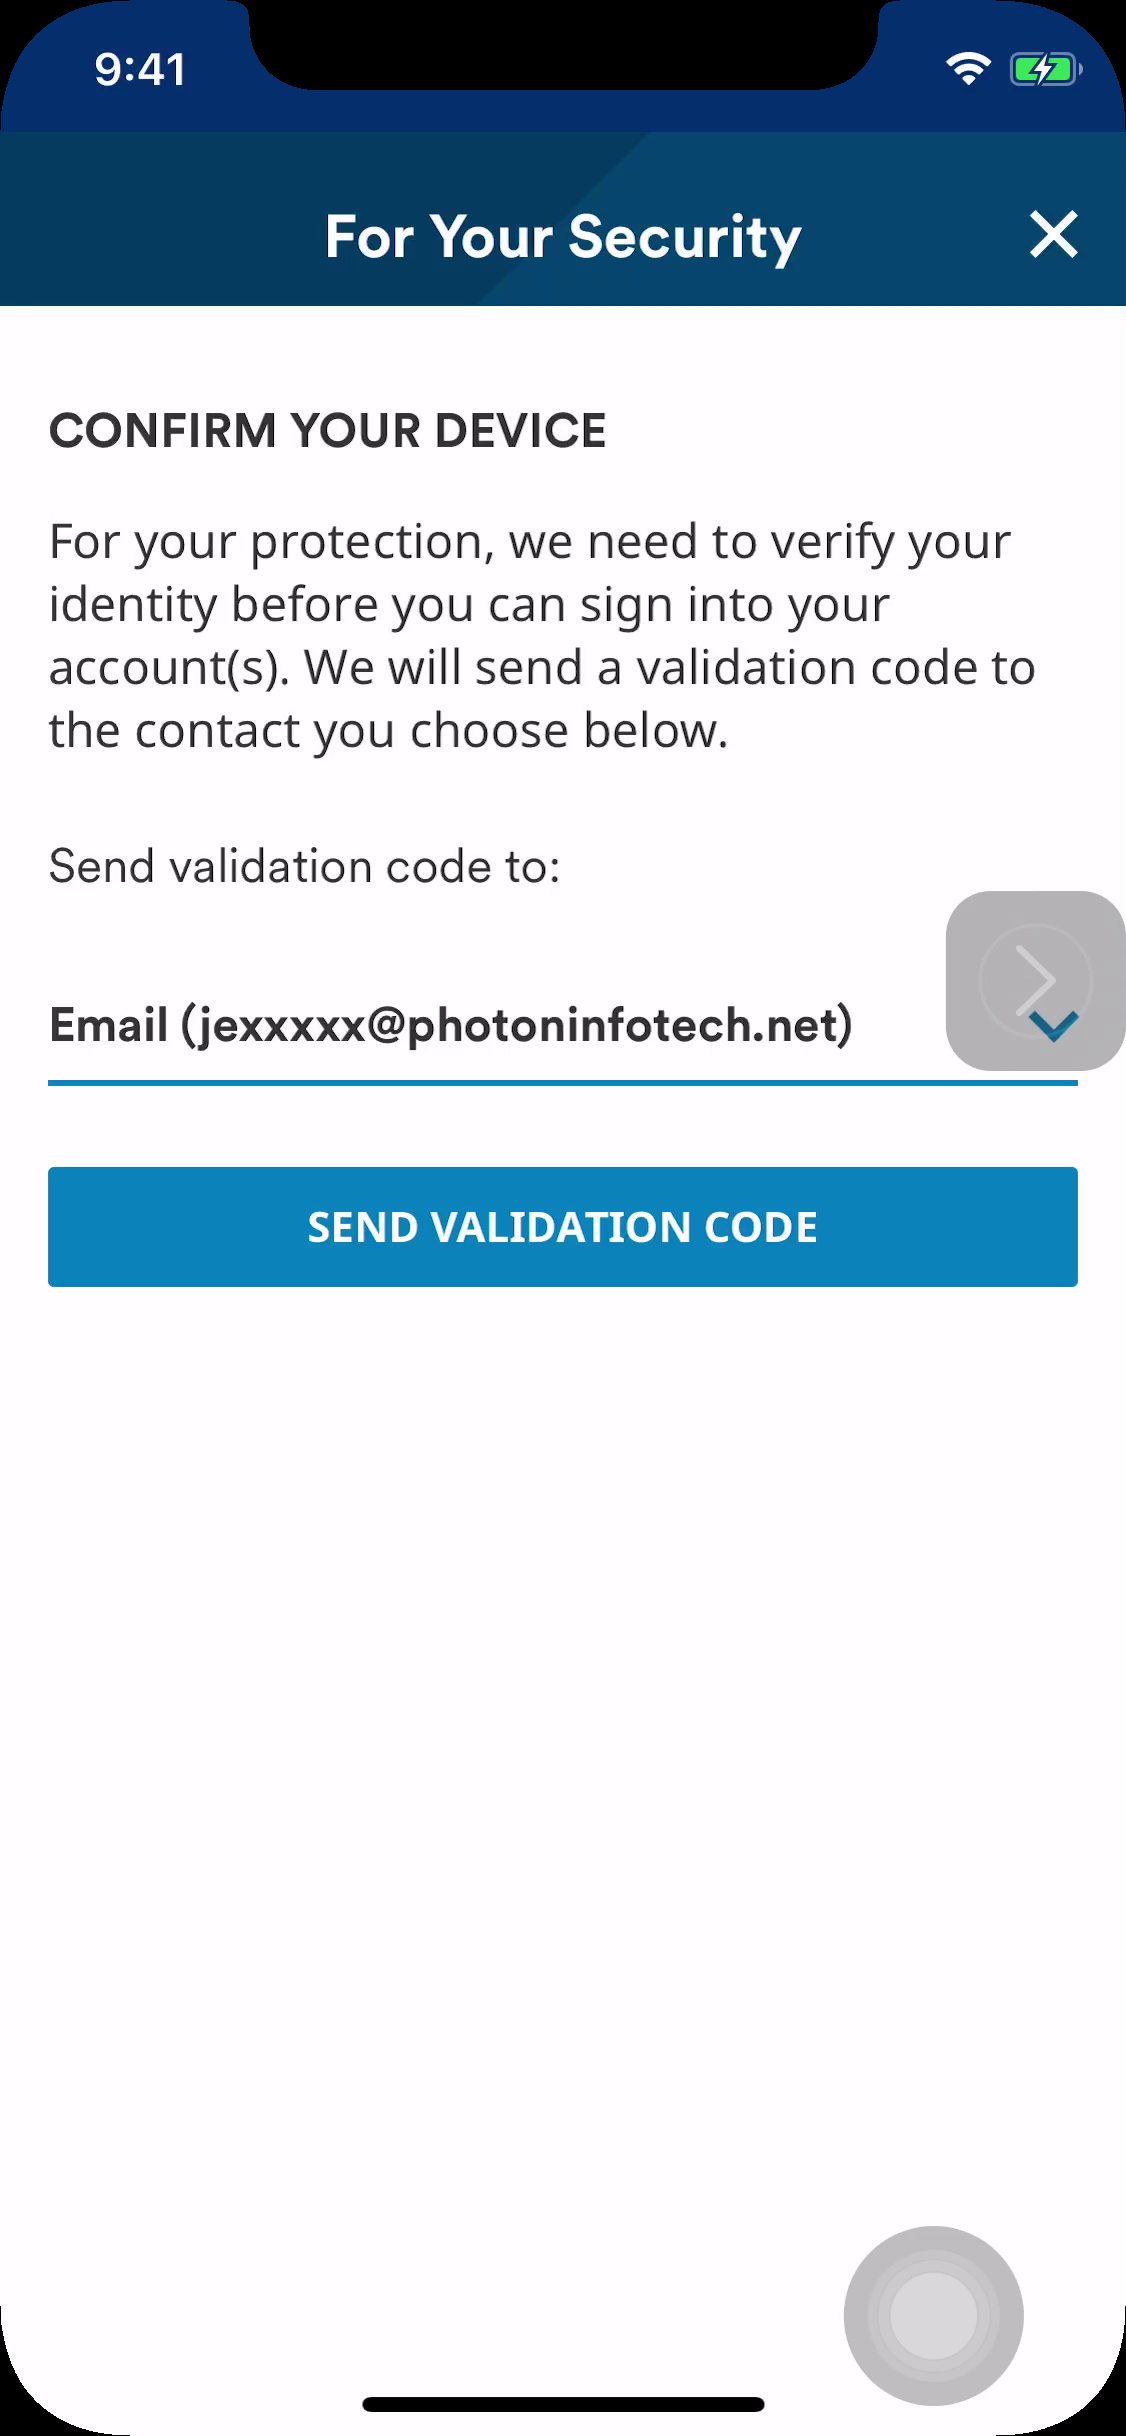 9:41
For Your Security
CONFIRM YOUR DEVICE
For your protection, we need to verify your
identity before you can sign into your
account(s). We will send a validation code to
the contact you choose below.
Send validation code to:
Email (jexxxxx@photoninfotech.net)
SEND VALIDATION CODE